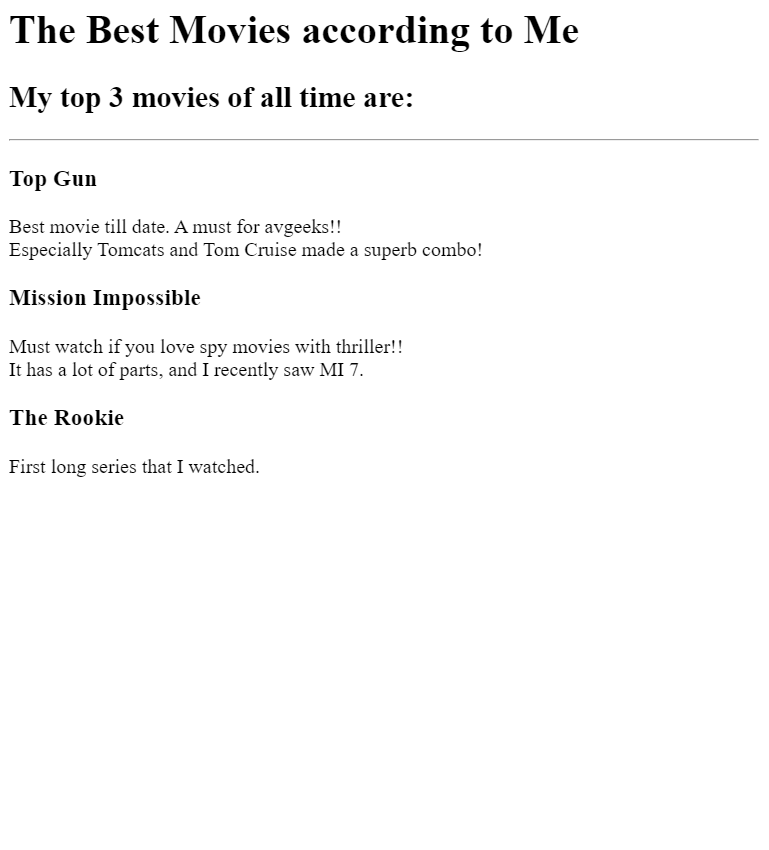 The Best Movies according to Me
My top 3 movies of all time are:
Top Gun
Best movie till date. A must for avgeeks!!
Especially Tomcats and Tom Cruise made a superb combo!
Mission Impossible
Must watch if you love spy movies with thriller!!
It has a lot of parts, and I recently saw MI 7.
The Rookie
First long series that I watched.